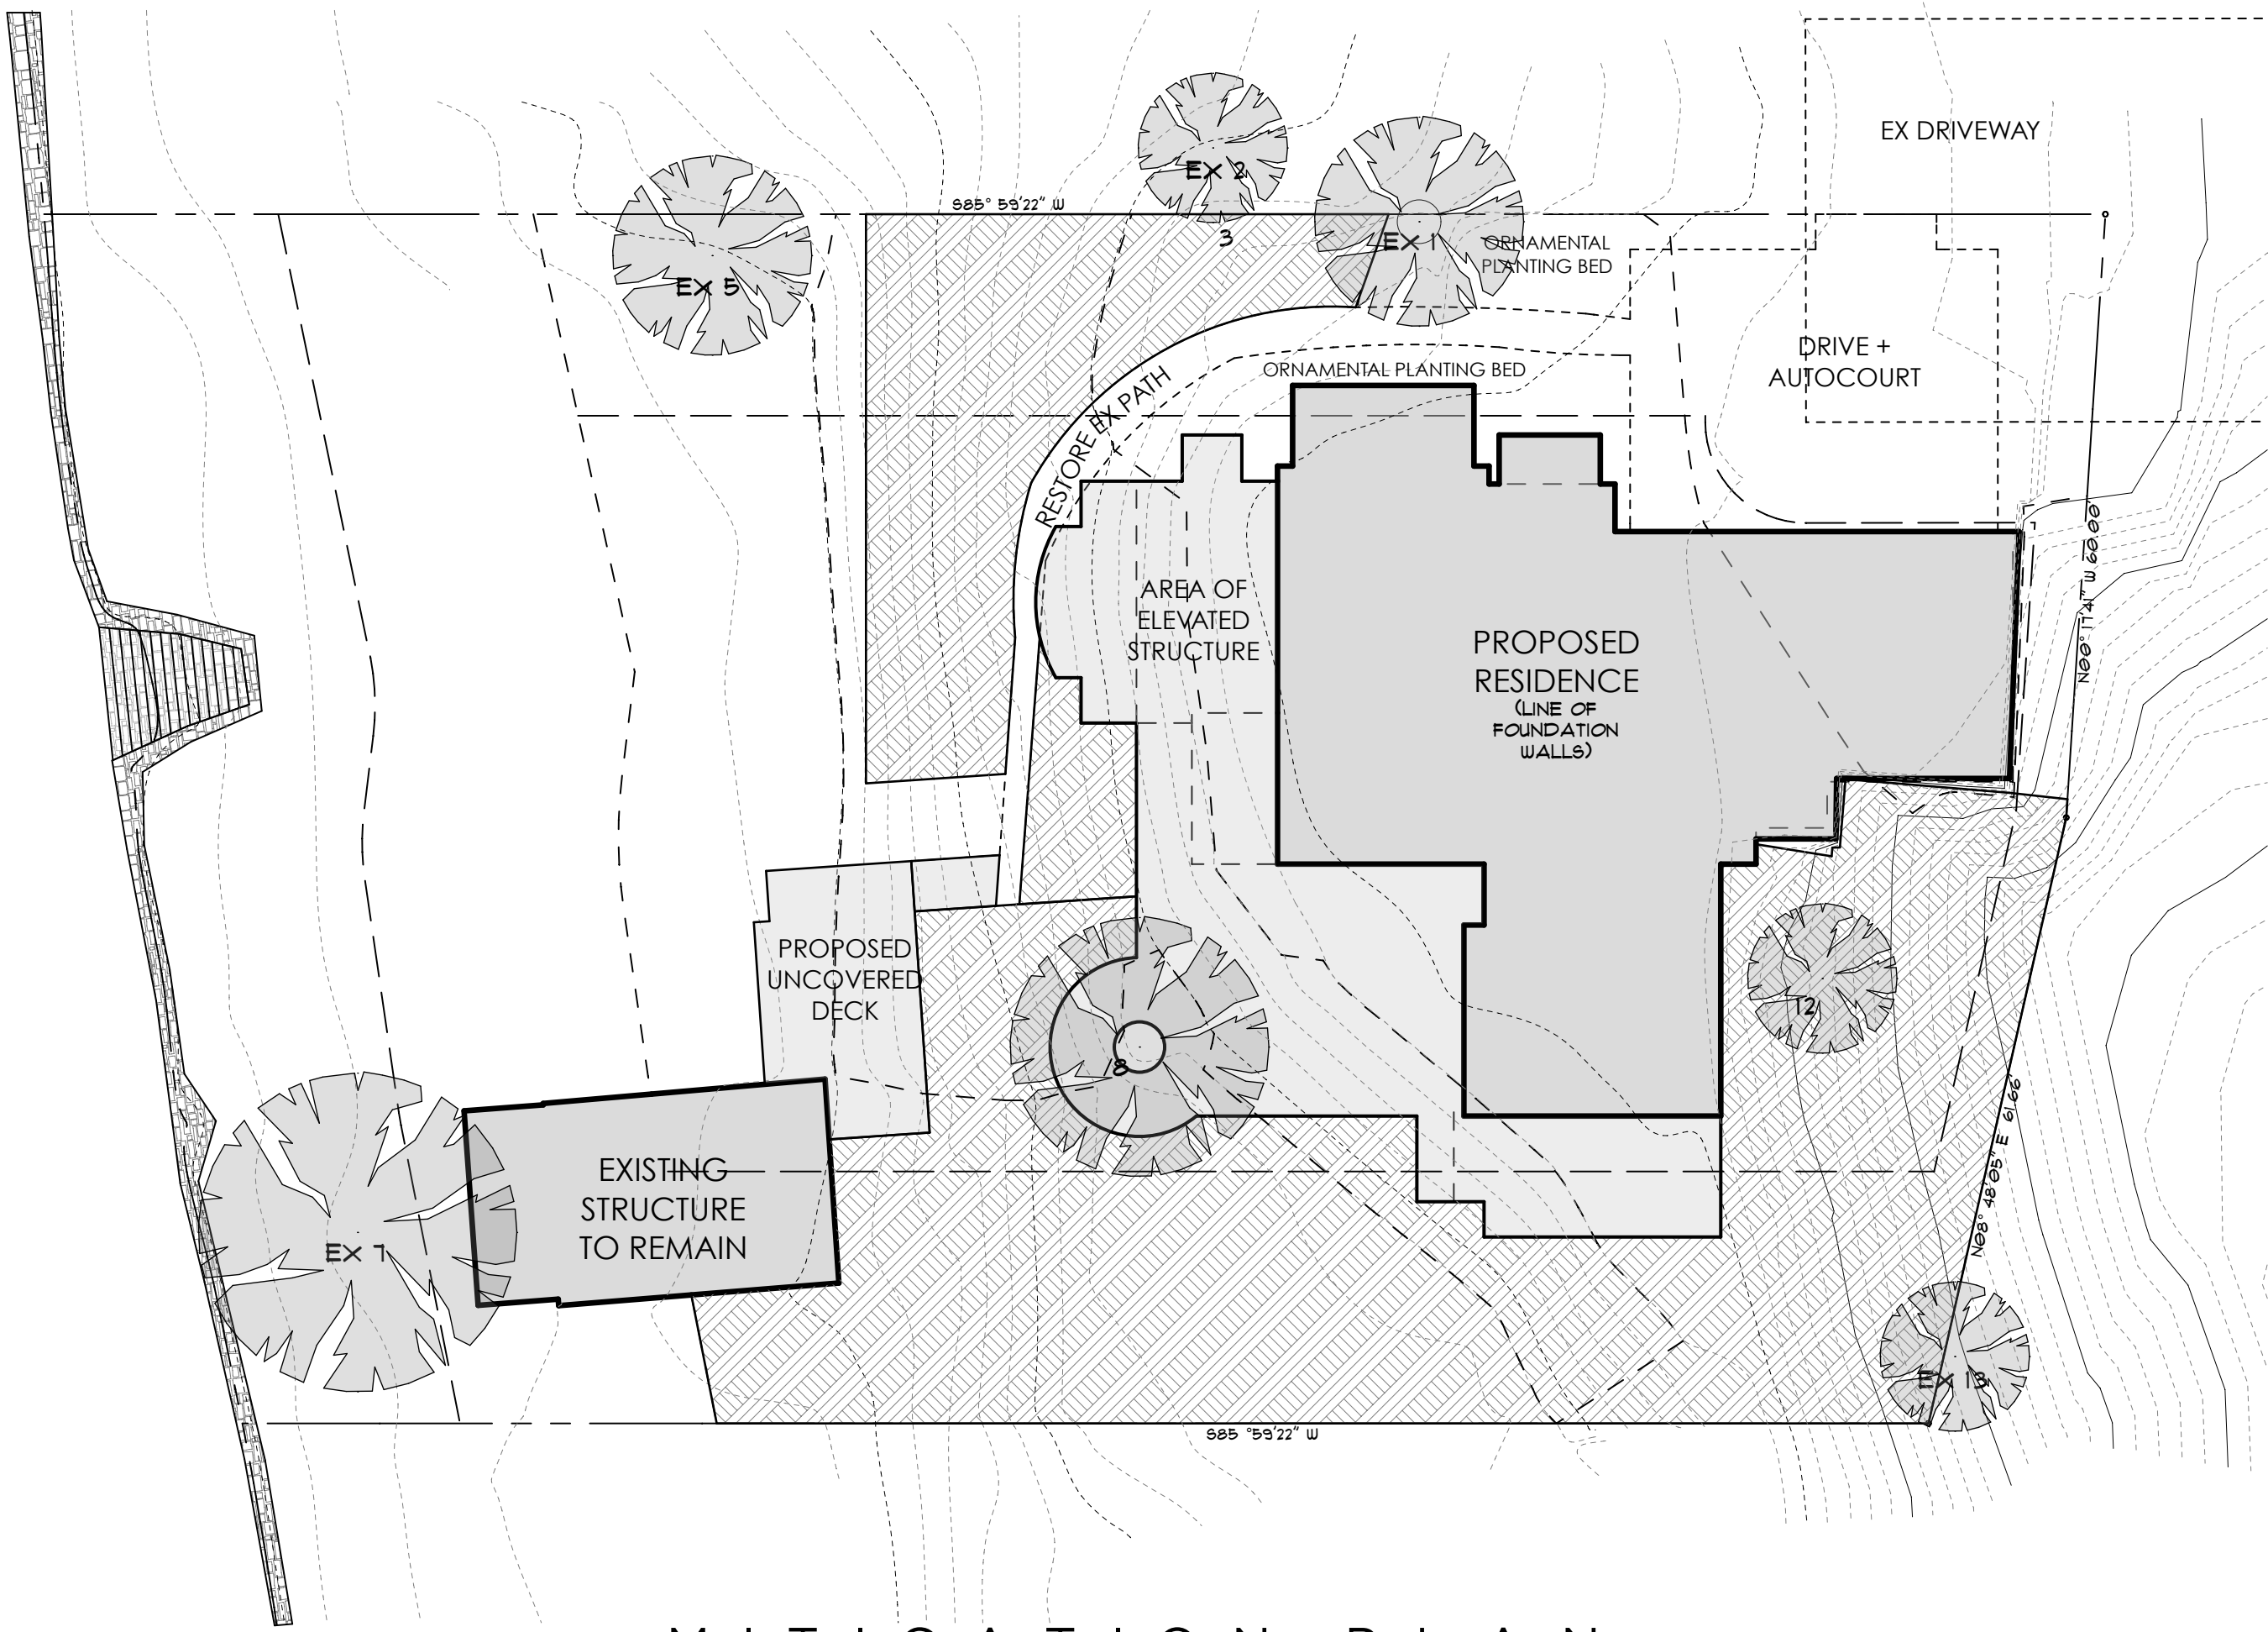 EX DRIVEWAY
EX 2
S85° 59'22" W
3
EX 1
ORNAMENTAL
PLANTING BED
EX 5
DRIVE +
AUTOCOURT
ORNAMENTAL PLANTING BED
RESTORE EX PATH
N00° 17'41" W 60.00'
AREA OF
ELEVATED
STRUCTURE
PROPOSED
RESIDENCE
(LINE OF
FOUNDATION
WALLS)
PROPOSED
UNCOVERED
DECK
12
8
N08° 48'05" E 61.66'
EXISTING
STRUCTURE
TO REMAIN
EX 7
EX 13
S85 °59'22" W
MITIGATION PLAN